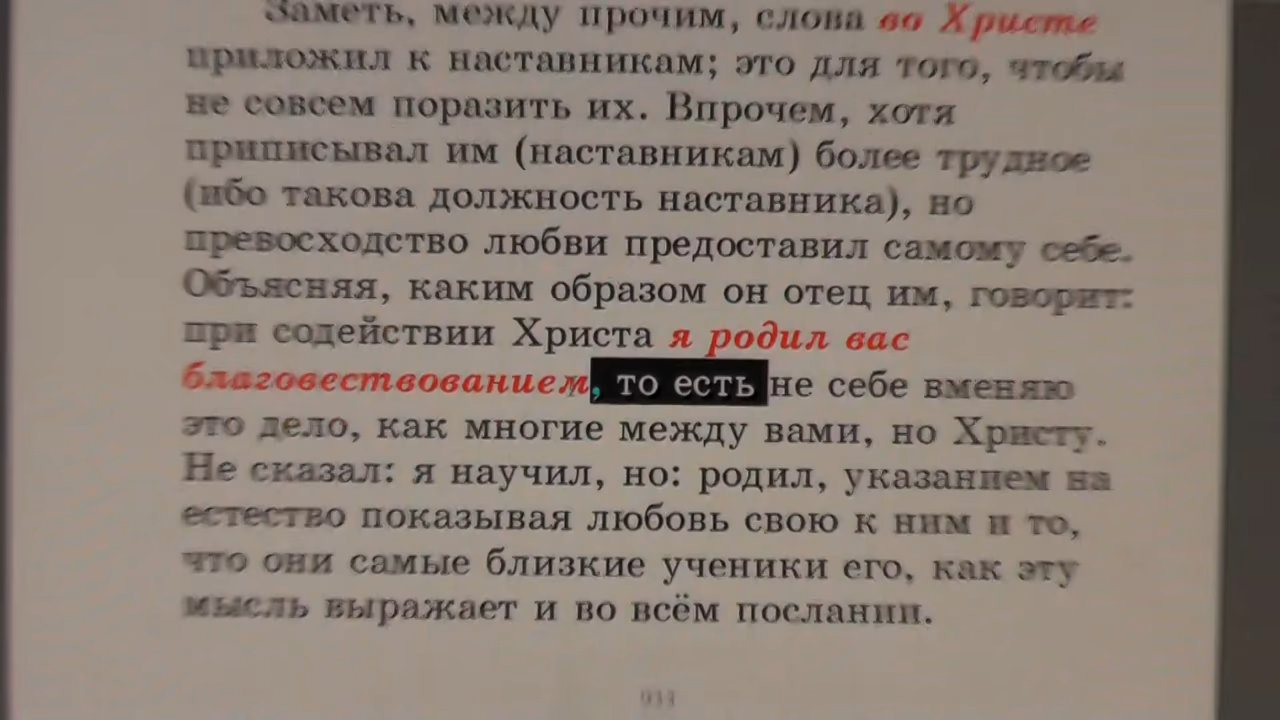 Заметь, между прочим, слова во Христе
приложил к наставникам; это для того, чтобы
не совсем поразить их. Впрочем, хотя
приписывал им (наставникам) более трудное
(ибо такова должность наставника), но
превосходство любви предоставил самому себе.
Объясняя, каким образом он отец им, говорит:
при содействии Христа я родил вас
благовествованием, то есть не себе вменяю
это дело, как многие между вами, но Христу.
Не сказал: я научил, но: родил, указанием на
естество показывая любовь свою к ним и то,
что они самые близкие ученики его, как эту
мысль выражает и во всём послании.